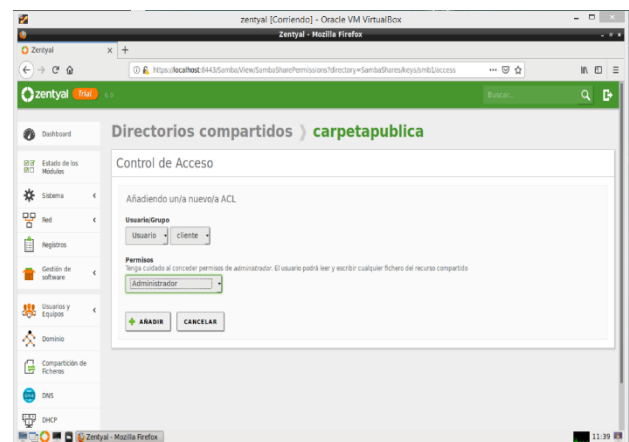 zentyal [Corriendo] - Oracle VM VirtualBox
Zentyal - Mozilla Firefox
Zentyal
https://localhost:8443/Samba/View/SambaSharePermissions?directory=SambaShares/keys/smb1/access
zentyal Trial 6.0
Buscar...
Directorios compartidos ⟩ carpetapublica
Control de Acceso
Añadiendo un/a nuevo/a ACL
Usuario/Grupo
Usuario cliente
Permisos
Tenga cuidado al conceder permisos de administrador. El usuario podrá leer y escribir cualquier fichero del recurso compartido
Administrador
AÑADIR CANCELAR
Dashboard
Estado de los
Módulos
Sistema
Red
Registros
Gestión de
software
Usuarios y
Equipos
Dominio
Compartición de
Ficheros
DNS
DHCP
Zentyal - Mozilla Firefox
11:39